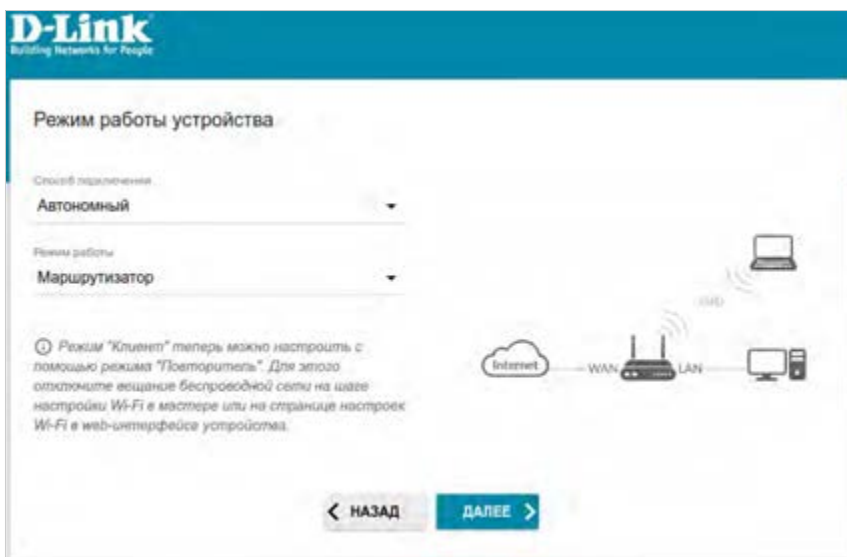 D-Link
Building Networks for People
Режим работы устройства
Способ подключения
Автономный
Режим работы
Маршрутизатор
Режим "Клиент" теперь можно настроить с
помощью режима "Повторитель". Для этого
отключите вещание беспроводной сети на шаге
настройки Wi-Fi в мастере или на странице настроек
Wi-Fi в web-интерфейсе устройства.
Internet
WAN
LAN
НАЗАД
ДАЛЕЕ